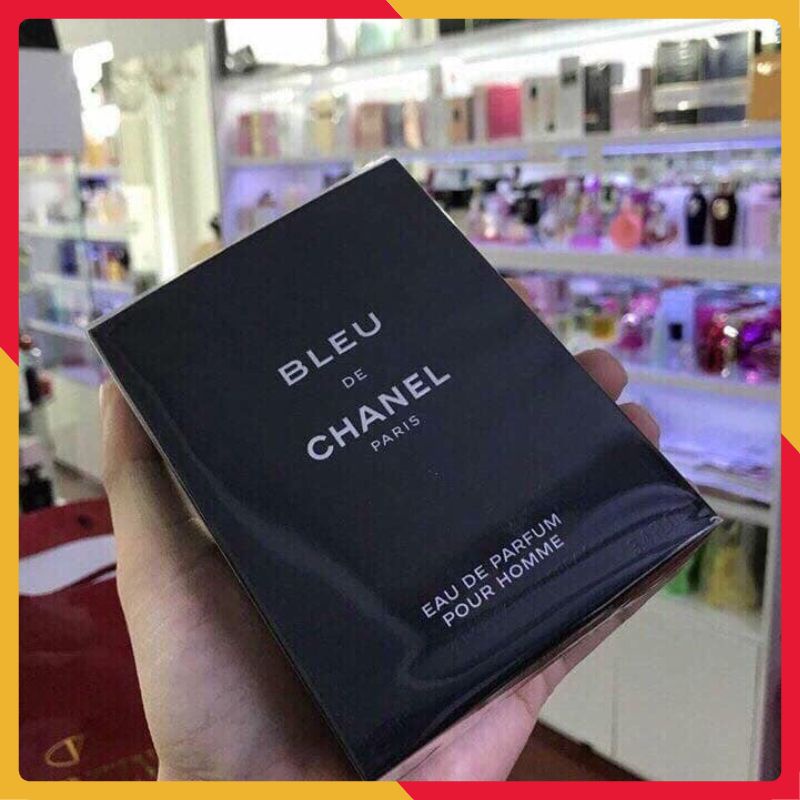 BLEU
DE
CHANEL
PARIS
EAU DE PARFUM
POUR HOMME